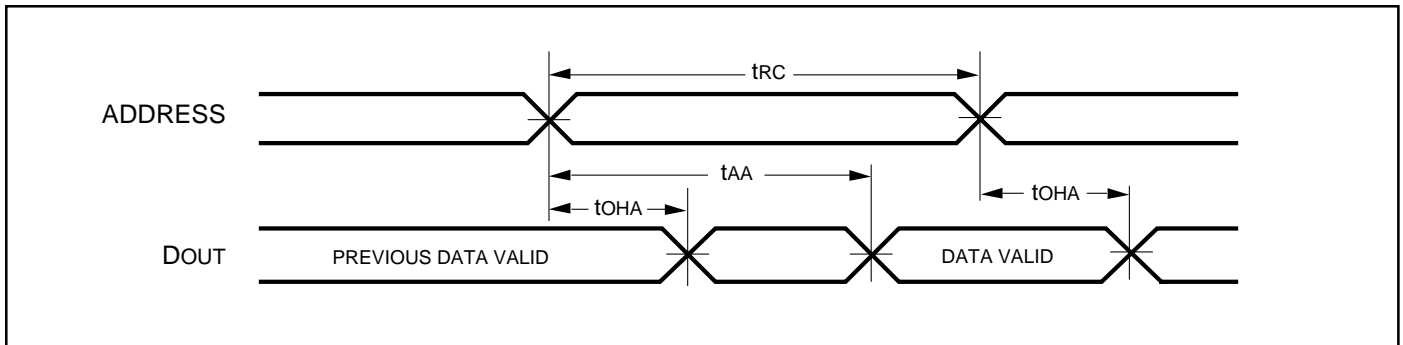 tRC
ADDRESS
tAA
tOHA
tOHA
DOUT
PREVIOUS DATA VALID
DATA VALID